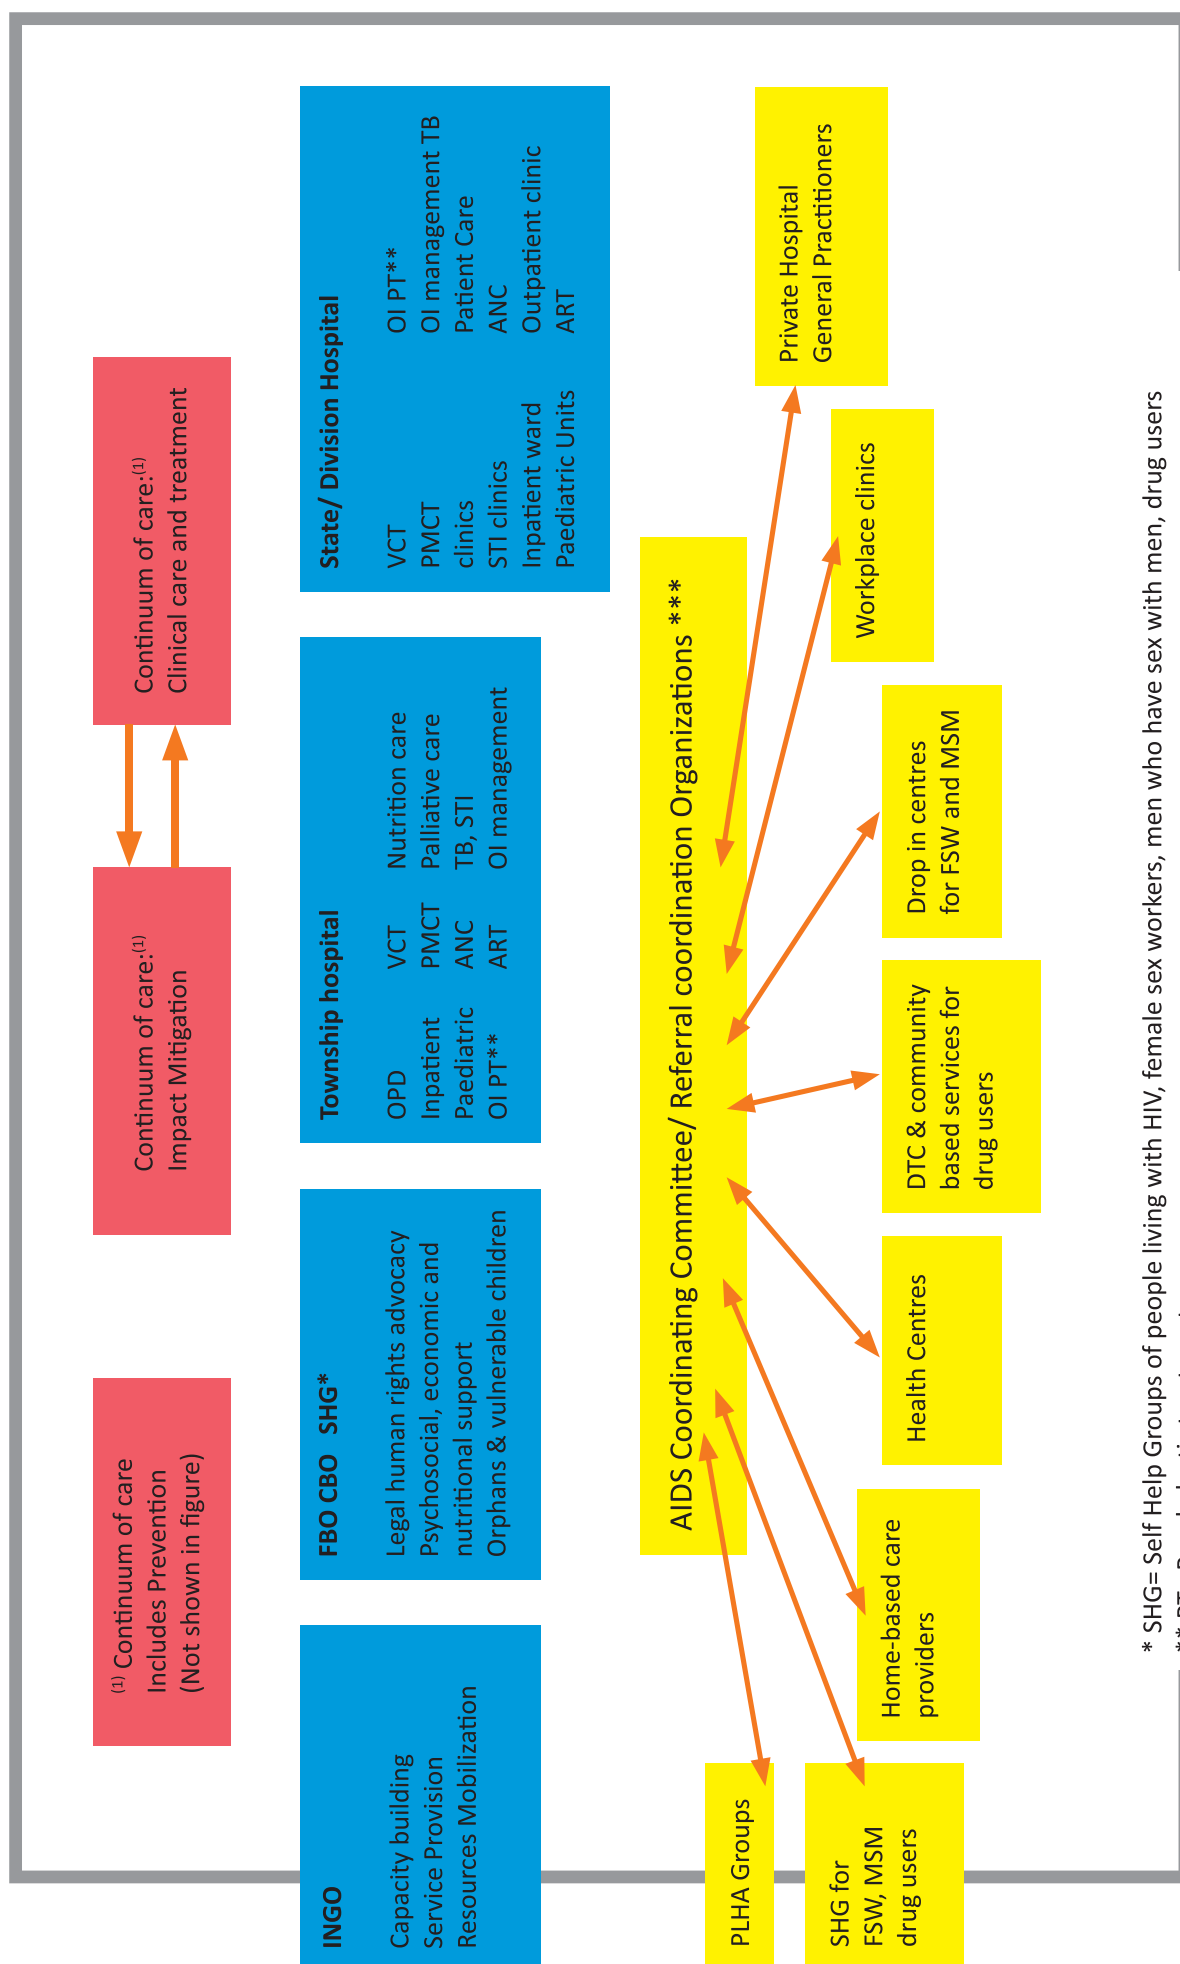 (1) Continuum of care
Includes Prevention
(Not shown in figure)
Continuum of care:(1)
Impact Mitigation
Continuum of care:(1)
Clinical care and treatment
INGO
Capacity building
Service Provision
Resources Mobilization
FBO CBO SHG*
Legal human rights advocacy
Psychosocial, economic and
nutritional support
Orphans & vulnerable children
Township hospital
OPD VCT Nutrition care
Inpatient PMCT Palliative care
Paediatric ANC TB, STI
OI PT** ART OI management
State/ Division Hospital
VCT OI PT**
PMCT OI management TB
clinics Patient Care
STI clinics ANC
Inpatient ward Outpatient clinic
Paediatric Units ART
AIDS Coordinating Committee/ Referral coordination Organizations ***
PLHA Groups
SHG for
FSW, MSM
drug users
Home-based care
providers
Health Centres
DTC & community
based services for
drug users
Drop in centres
for FSW and MSM
Workplace clinics
Private Hospital
General Practitioners
* SHG= Self Help Groups of people living with HIV, female sex workers, men who have sex with men, drug users